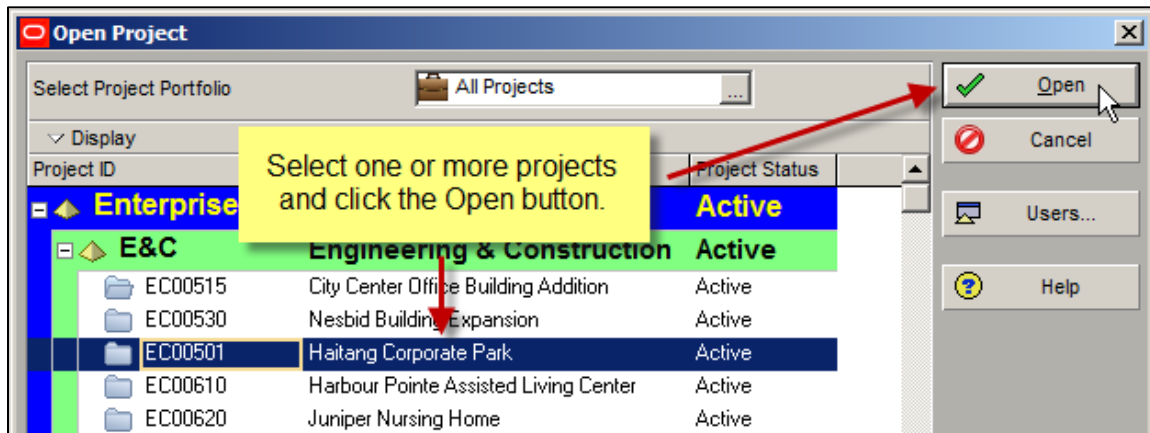 Open Project
Select Project Portfolio All Projects ...
Open
Display
Cancel
Project ID Project Status
Select one or more projects
and click the Open button.
Enterprise Active
Users...
E&C Engineering & Construction Active
EC00515 City Center Office Building Addition Active
Help
EC00530 Nesbid Building Expansion Active
EC00501 Haitang Corporate Park Active
EC00610 Harbour Pointe Assisted Living Center Active
EC00620 Juniper Nursing Home Active